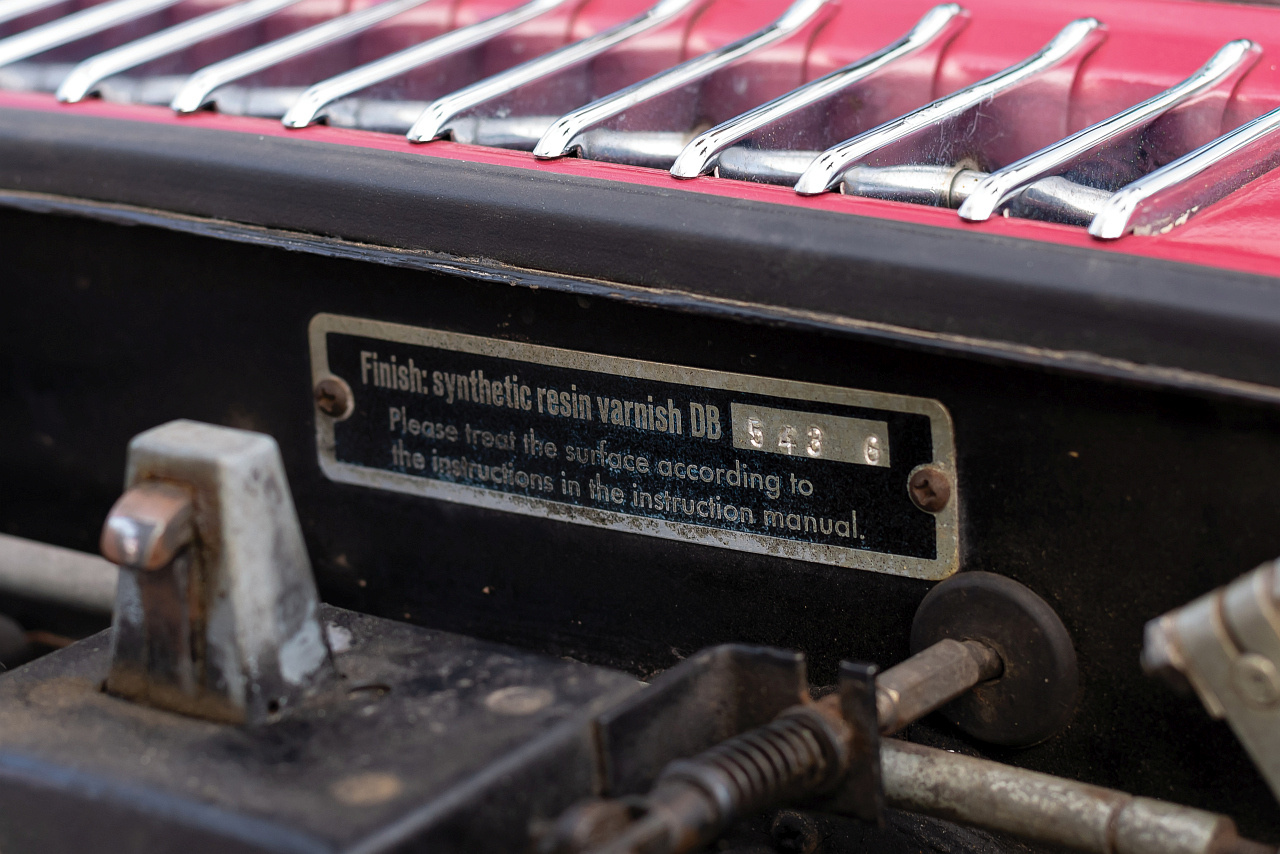 Finish: synthetic resin varnish DB 543 6
Please treat the surface according to
the instructions in the instruction manual.